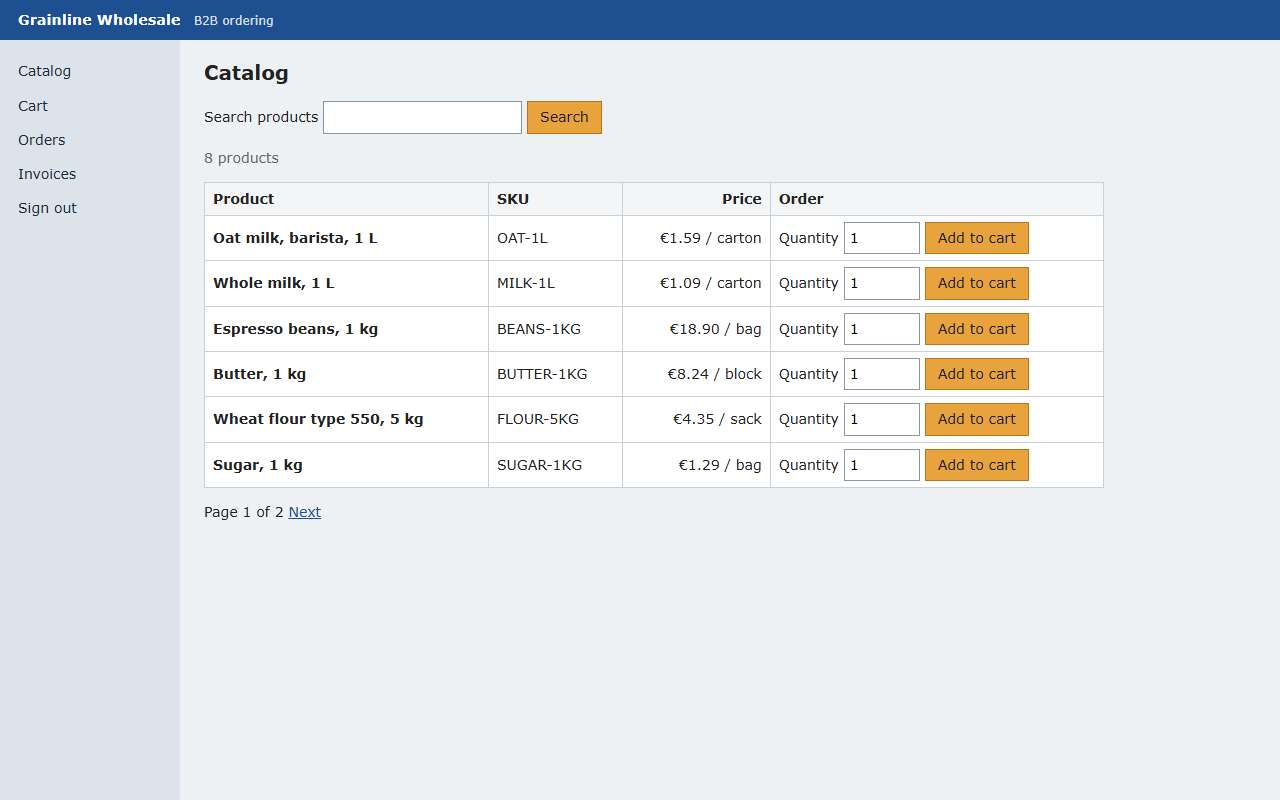 Grainline Wholesale B2B ordering
Catalog
Cart
Orders
Invoices
Sign out
Catalog
Search products Search
8 products
Product SKU Price Order
Oat milk, barista, 1 L OAT-1L €1.59 / carton Quantity 1 Add to cart
Whole milk, 1 L MILK-1L €1.09 / carton Quantity 1 Add to cart
Espresso beans, 1 kg BEANS-1KG €18.90 / bag Quantity 1 Add to cart
Butter, 1 kg BUTTER-1KG €8.24 / block Quantity 1 Add to cart
Wheat flour type 550, 5 kg FLOUR-5KG €4.35 / sack Quantity 1 Add to cart
Sugar, 1 kg SUGAR-1KG €1.29 / bag Quantity 1 Add to cart
Page 1 of 2 Next